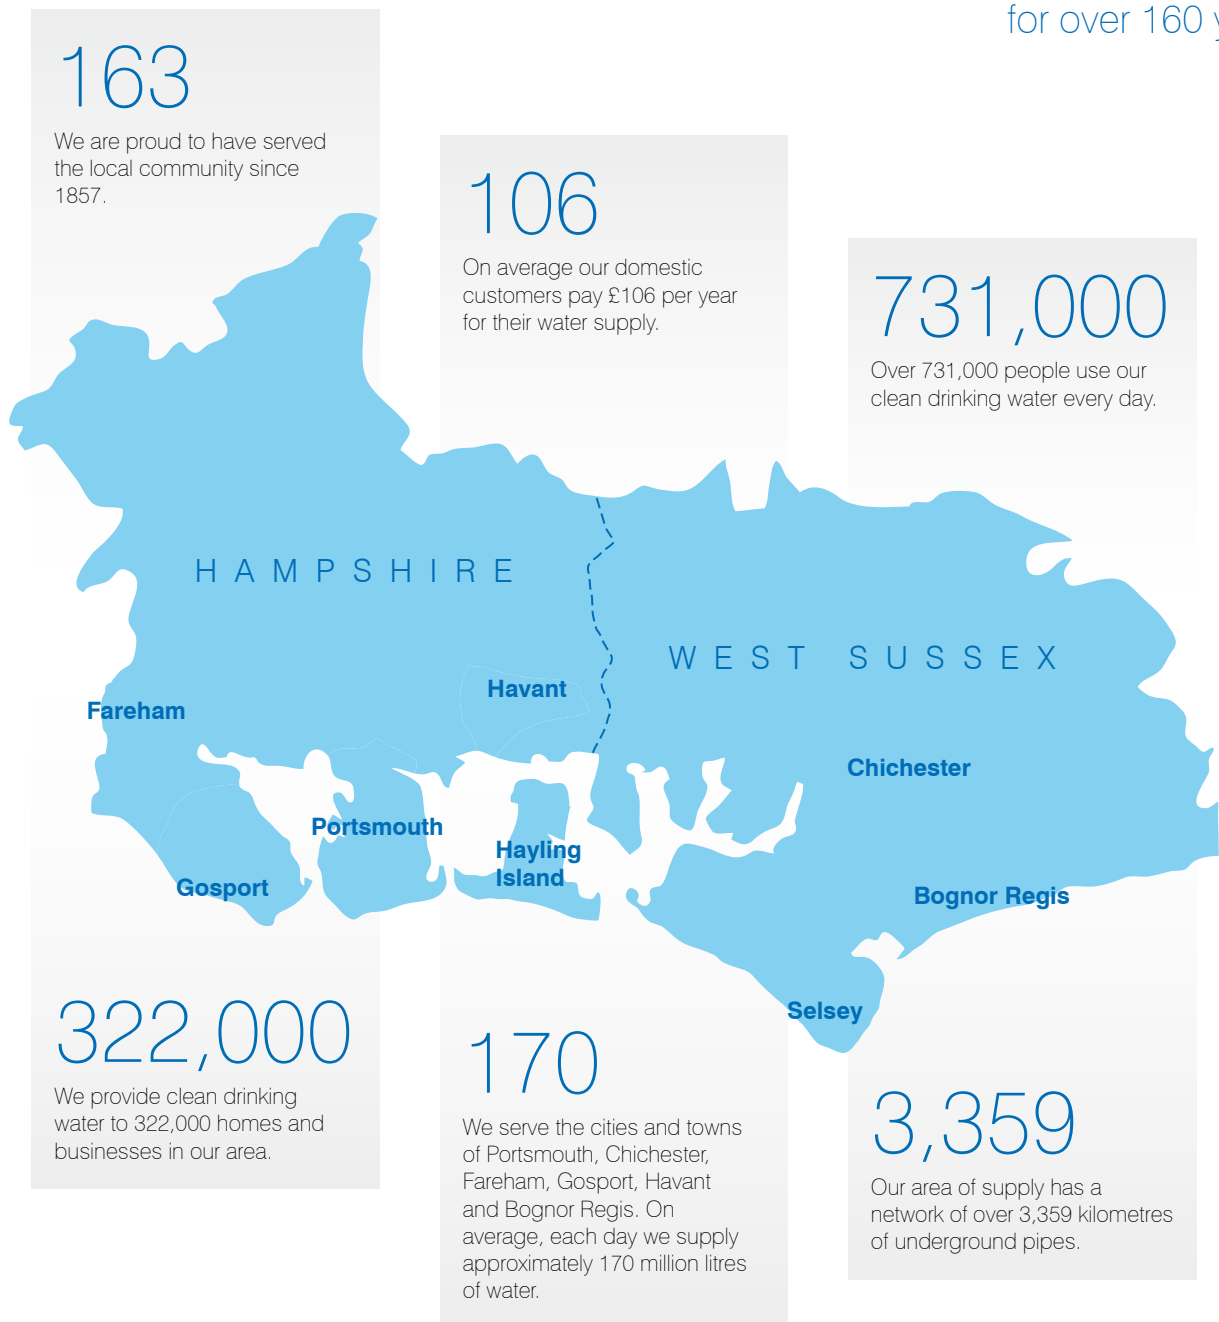 for over 160 y
163
We are proud to have served
the local community since
1857.
106
On average our domestic
customers pay £106 per year
for their water supply.
731,000
Over 731,000 people use our
clean drinking water every day.
HAMPSHIRE
WEST SUSSEX
Havant
Fareham
Chichester
Portsmouth
Hayling
Island
Gosport
Bognor Regis
Selsey
322,000
We provide clean drinking
water to 322,000 homes and
businesses in our area.
170
We serve the cities and towns
of Portsmouth, Chichester,
Fareham, Gosport, Havant
and Bognor Regis. On
average, each day we supply
approximately 170 million litres
of water.
3,359
Our area of supply has a
network of over 3,359 kilometres
of underground pipes.